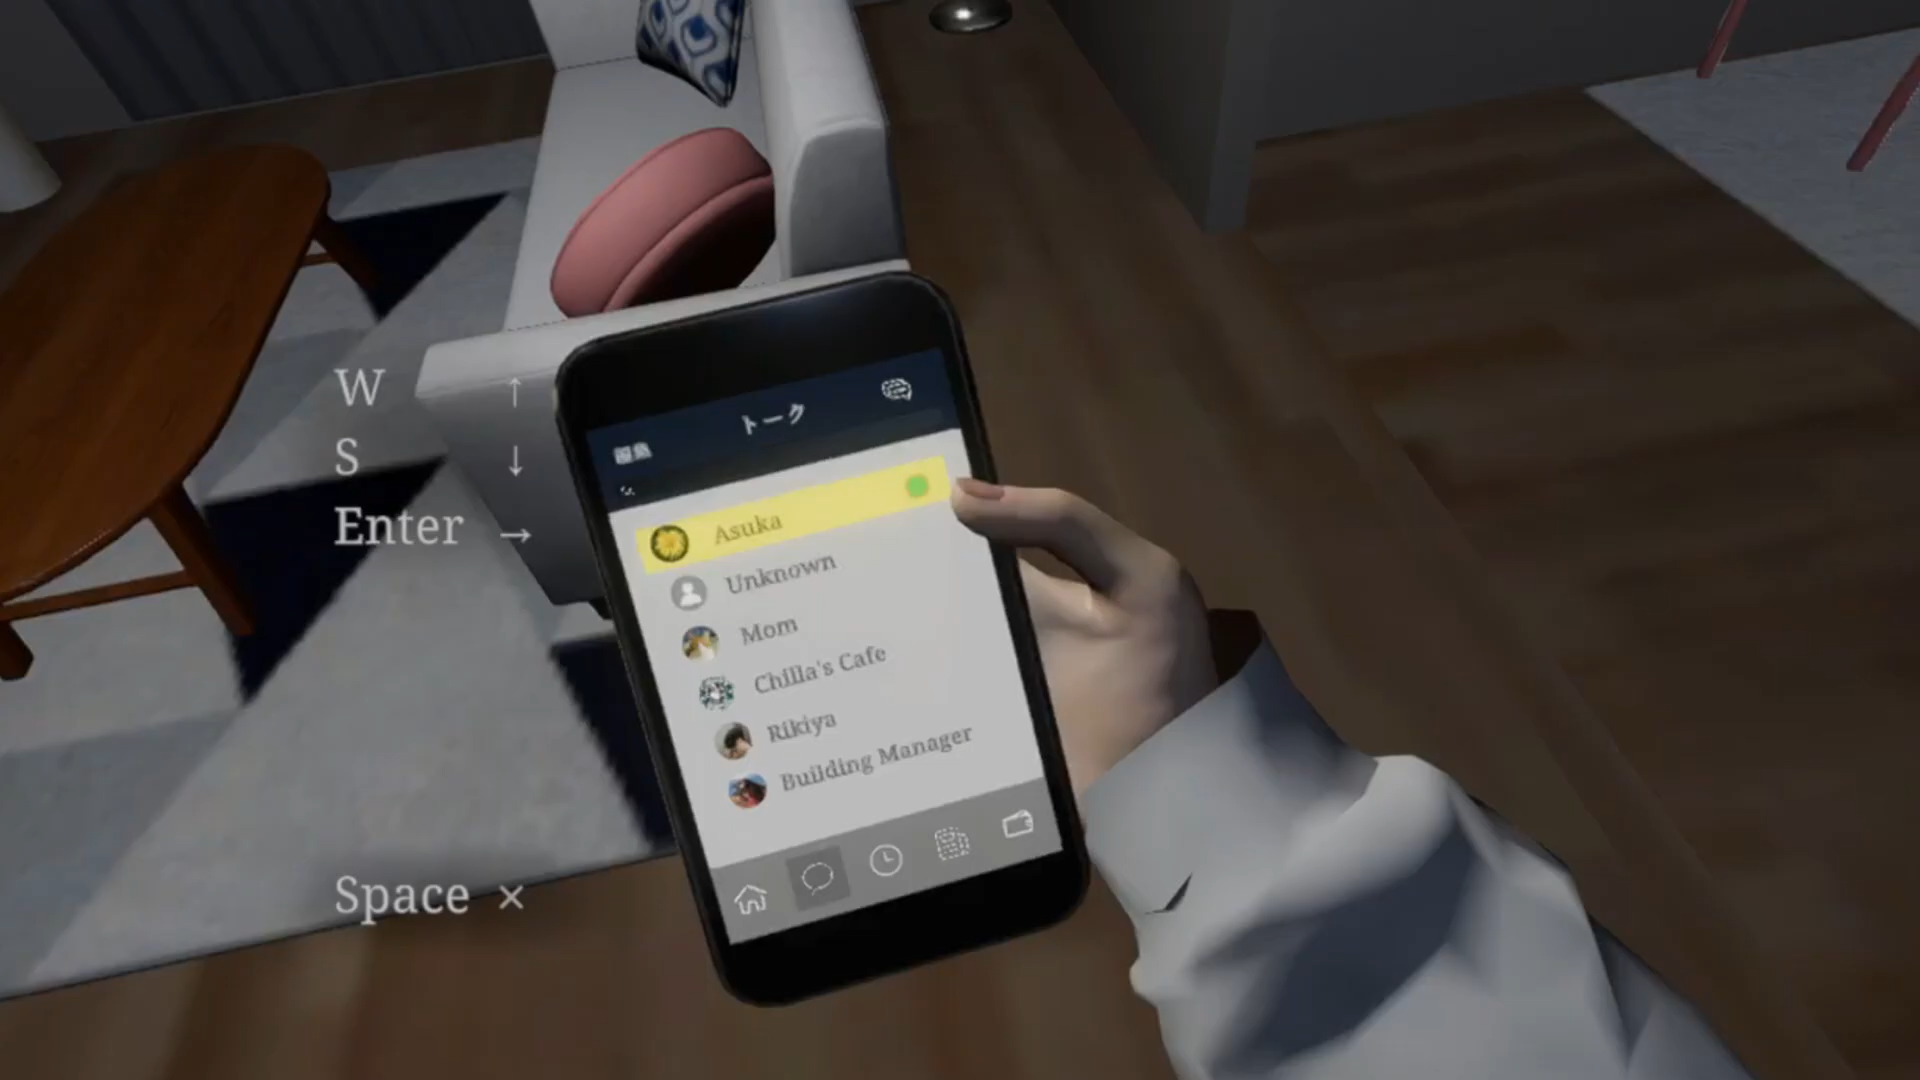 トーク
Asuka
Unknown
Mom
Chilla's Cafe
Rikiya
Building Manager
W ↑
S ↓
Enter →
Space ×